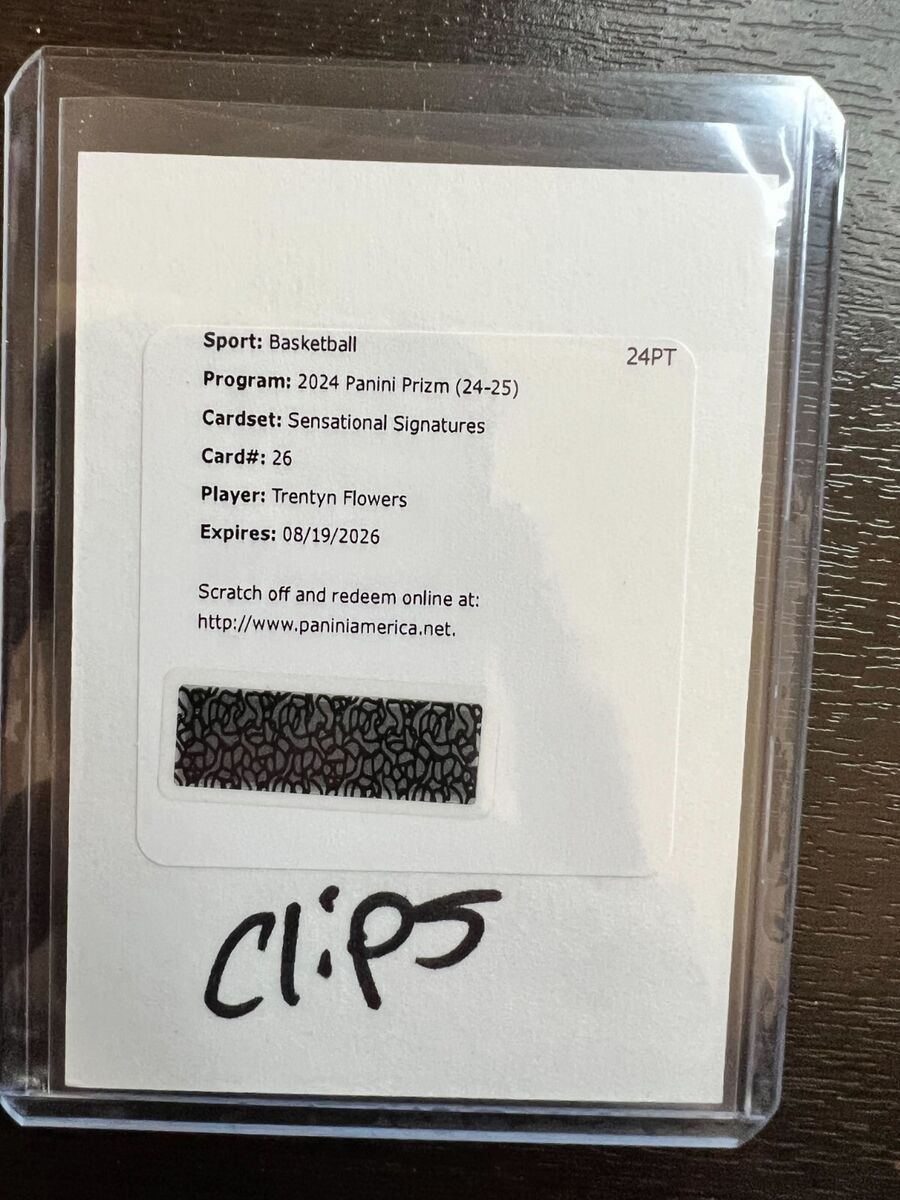 Sport: Basketball
24PT
Program: 2024 Panini Prizm (24-25)
Cardset: Sensational Signatures
Card#: 26
Player: Trentyn Flowers
Expires: 08/19/2026
Scratch off and redeem online at:
http://www.paniniamerica.net.
Clips